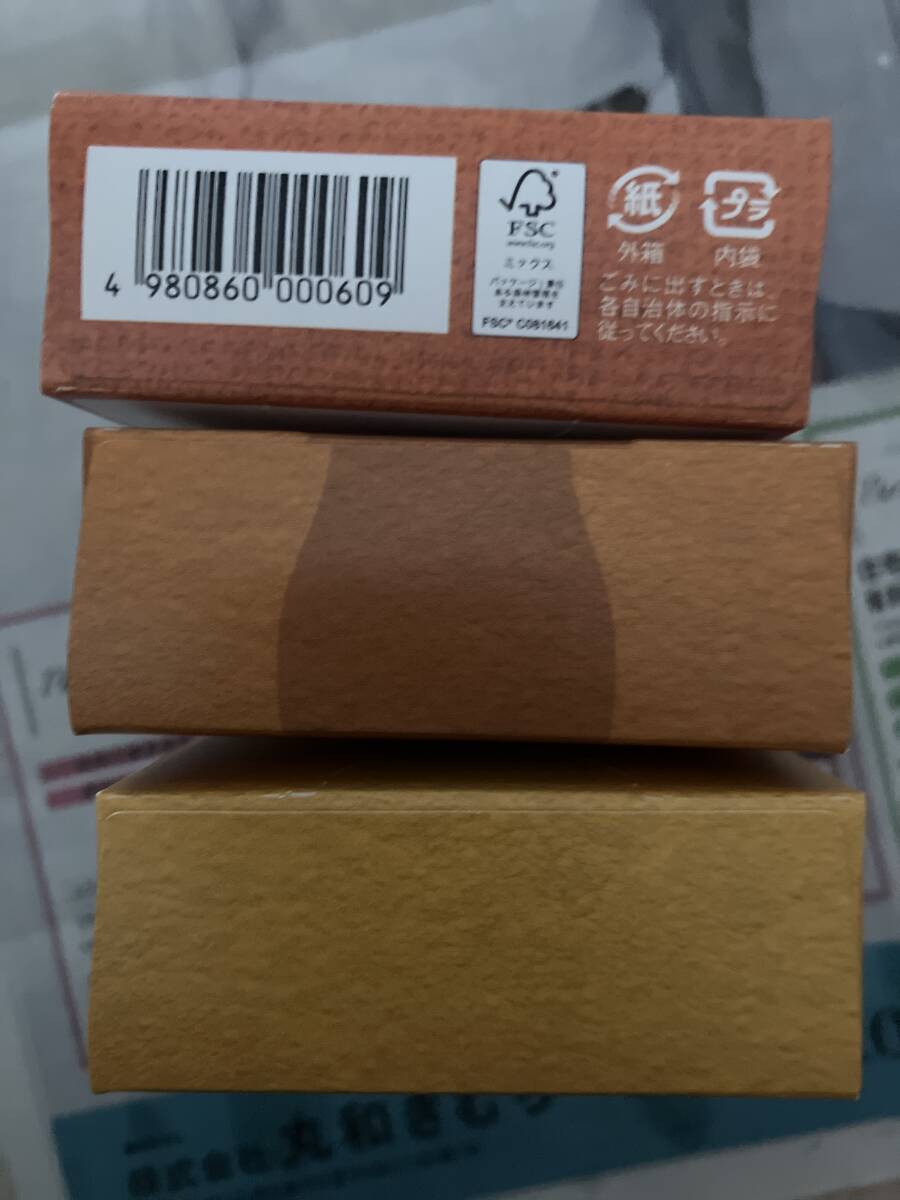 4 980860 000609
FSC®
www.fsc.org
ミックス
パッケージ｜責任
ある森林管理を
支えています
FSC® C081641
紙
外箱
プラ
内袋
ごみに出すときは
各自治体の指示に
従ってください。
株式会社 丸和きむら